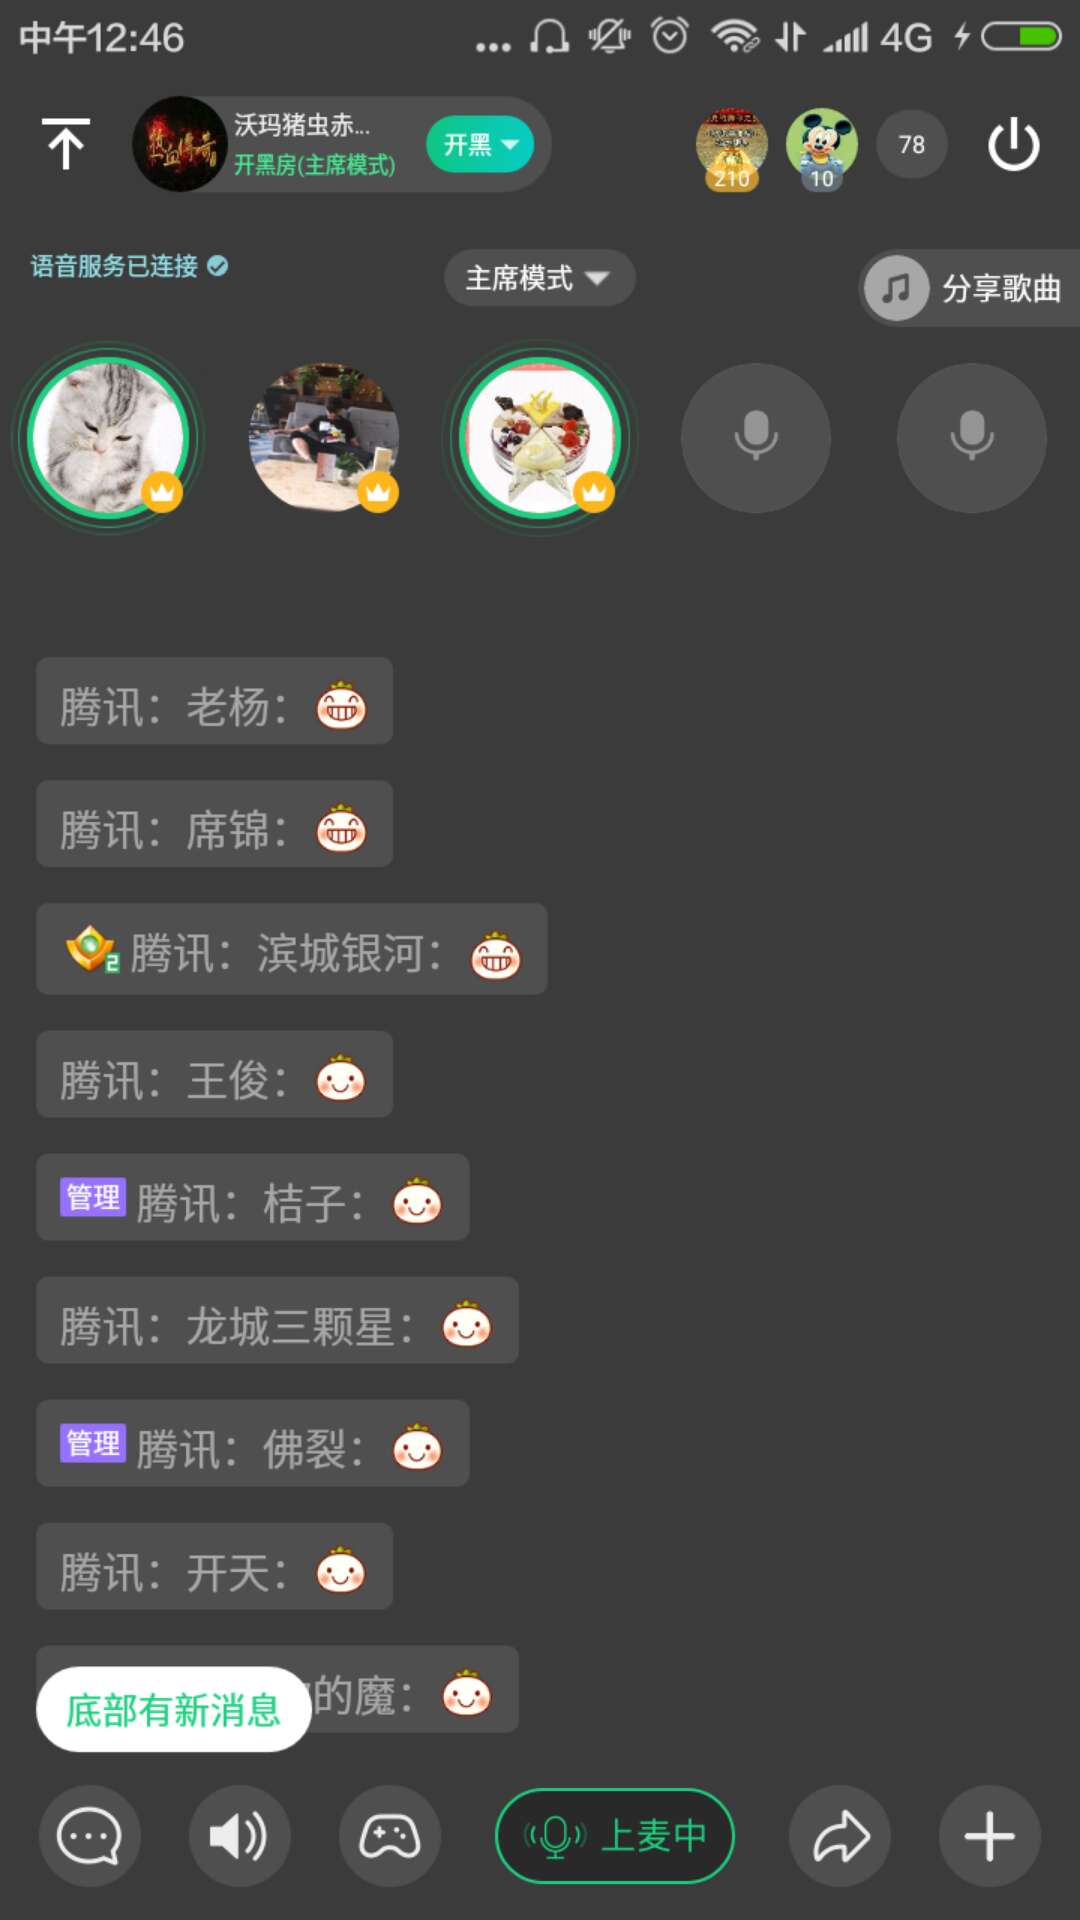 中午12:46
4G
沃玛猪虫赤...
开黑房(主席模式)
开黑
210
10
78
语音服务已连接
主席模式
分享歌曲
腾讯：老杨：
腾讯：席锦：
2 腾讯：滨城银河：
腾讯：王俊：
管理 腾讯：桔子：
腾讯：龙城三颗星：
管理 腾讯：佛裂：
腾讯：开天：
的魔：
底部有新消息
上麦中